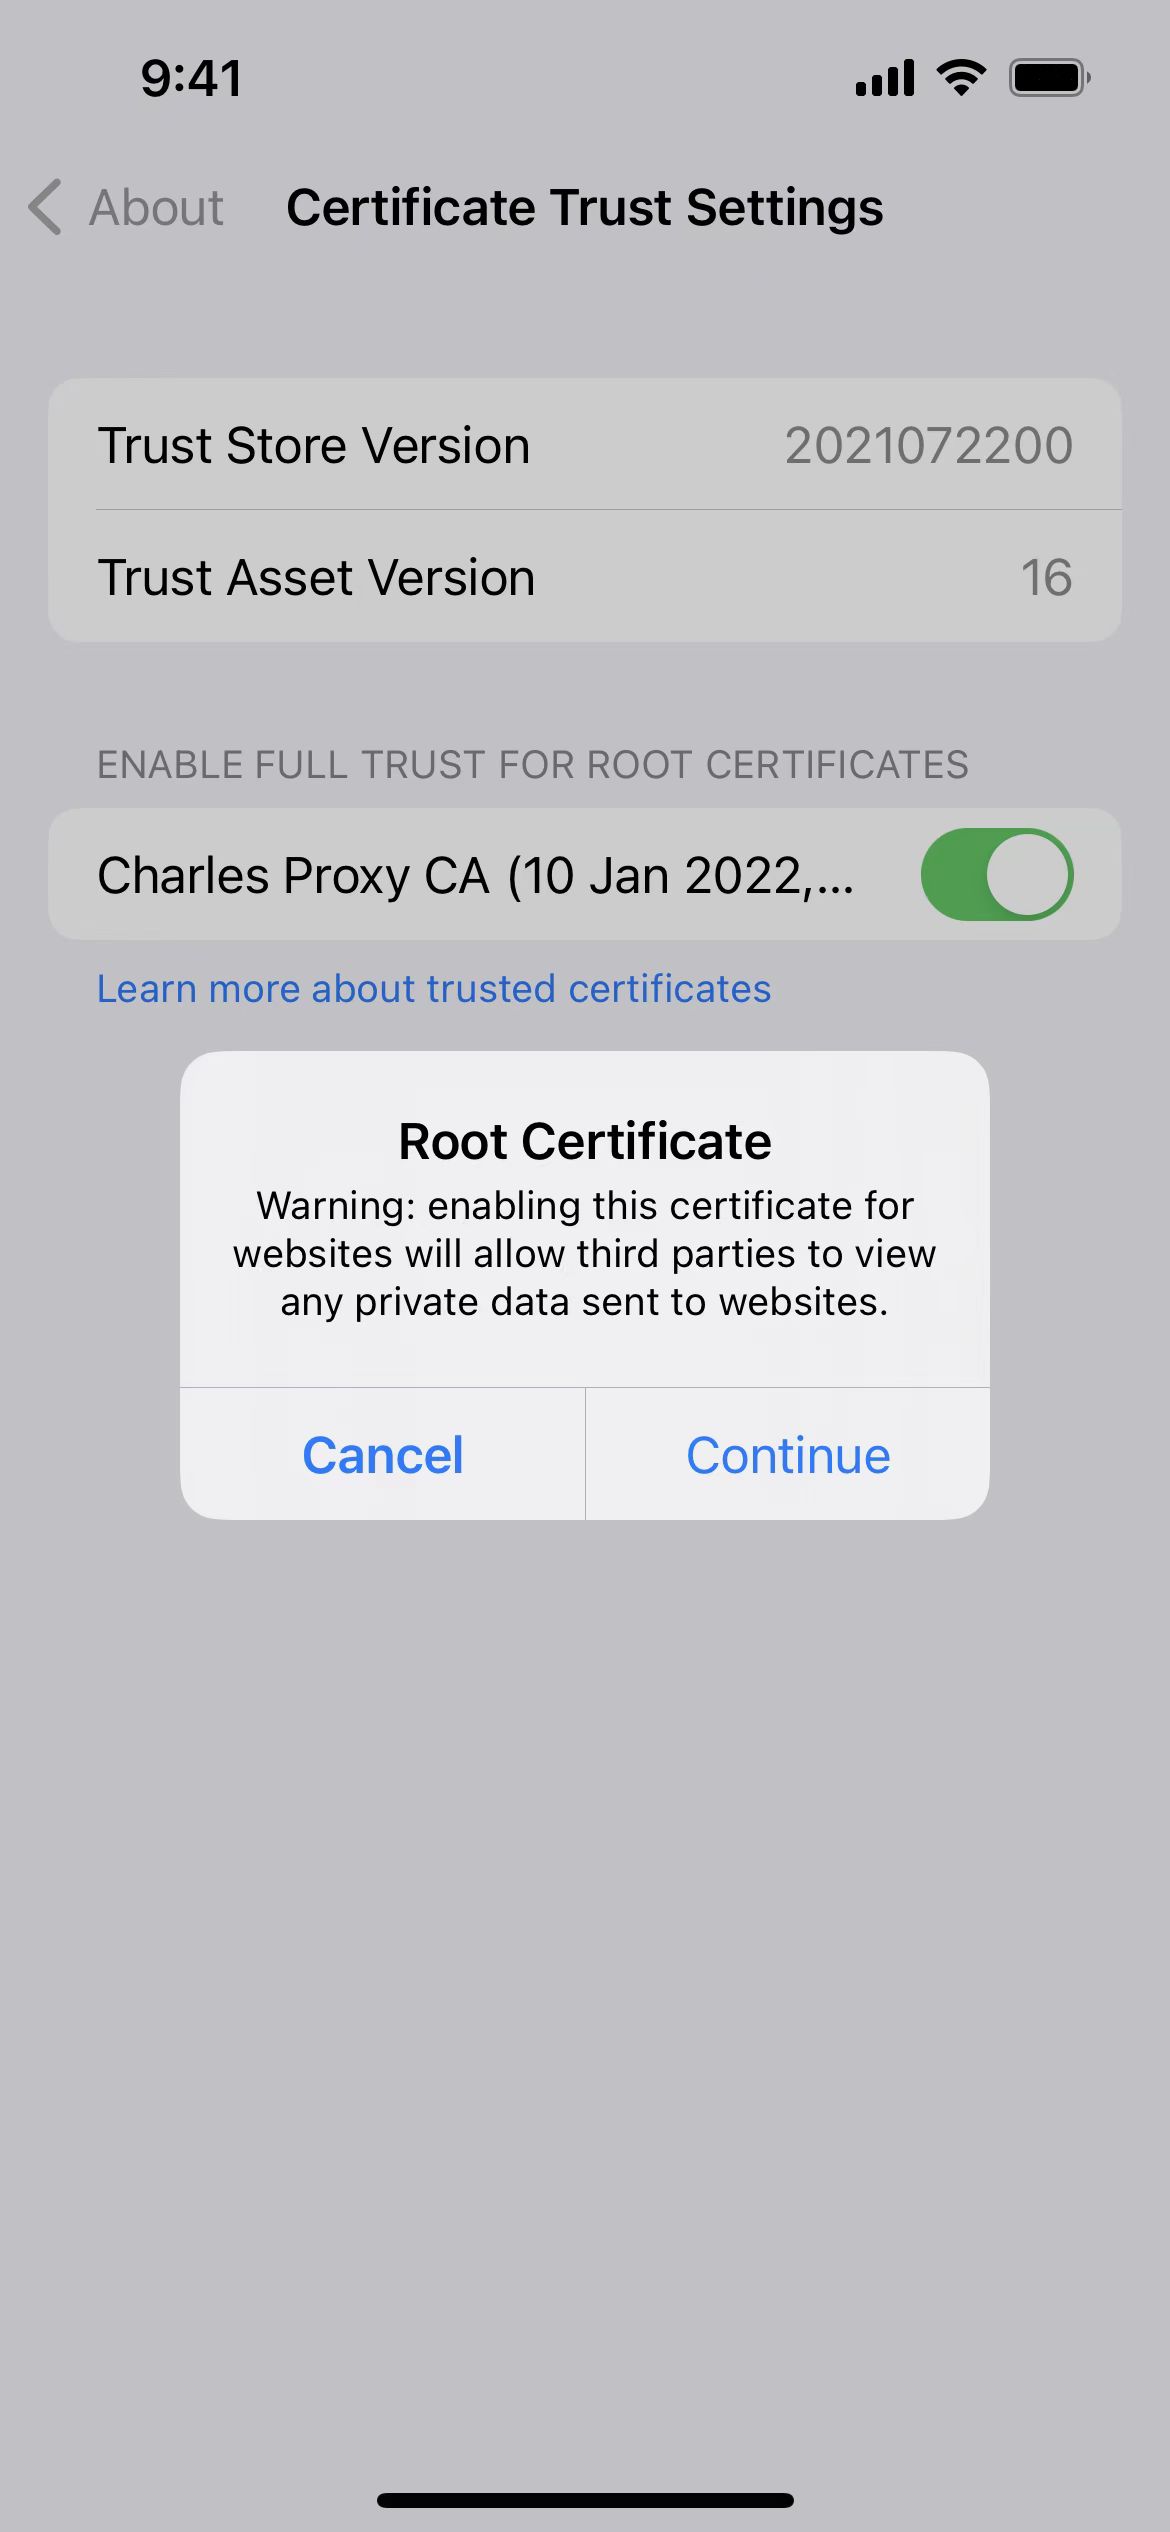 9:41
About
Certificate Trust Settings
Trust Store Version 2021072200
Trust Asset Version 16
ENABLE FULL TRUST FOR ROOT CERTIFICATES
Charles Proxy CA (10 Jan 2022,...
Learn more about trusted certificates
Root Certificate
Warning: enabling this certificate for
websites will allow third parties to view
any private data sent to websites.
Cancel
Continue